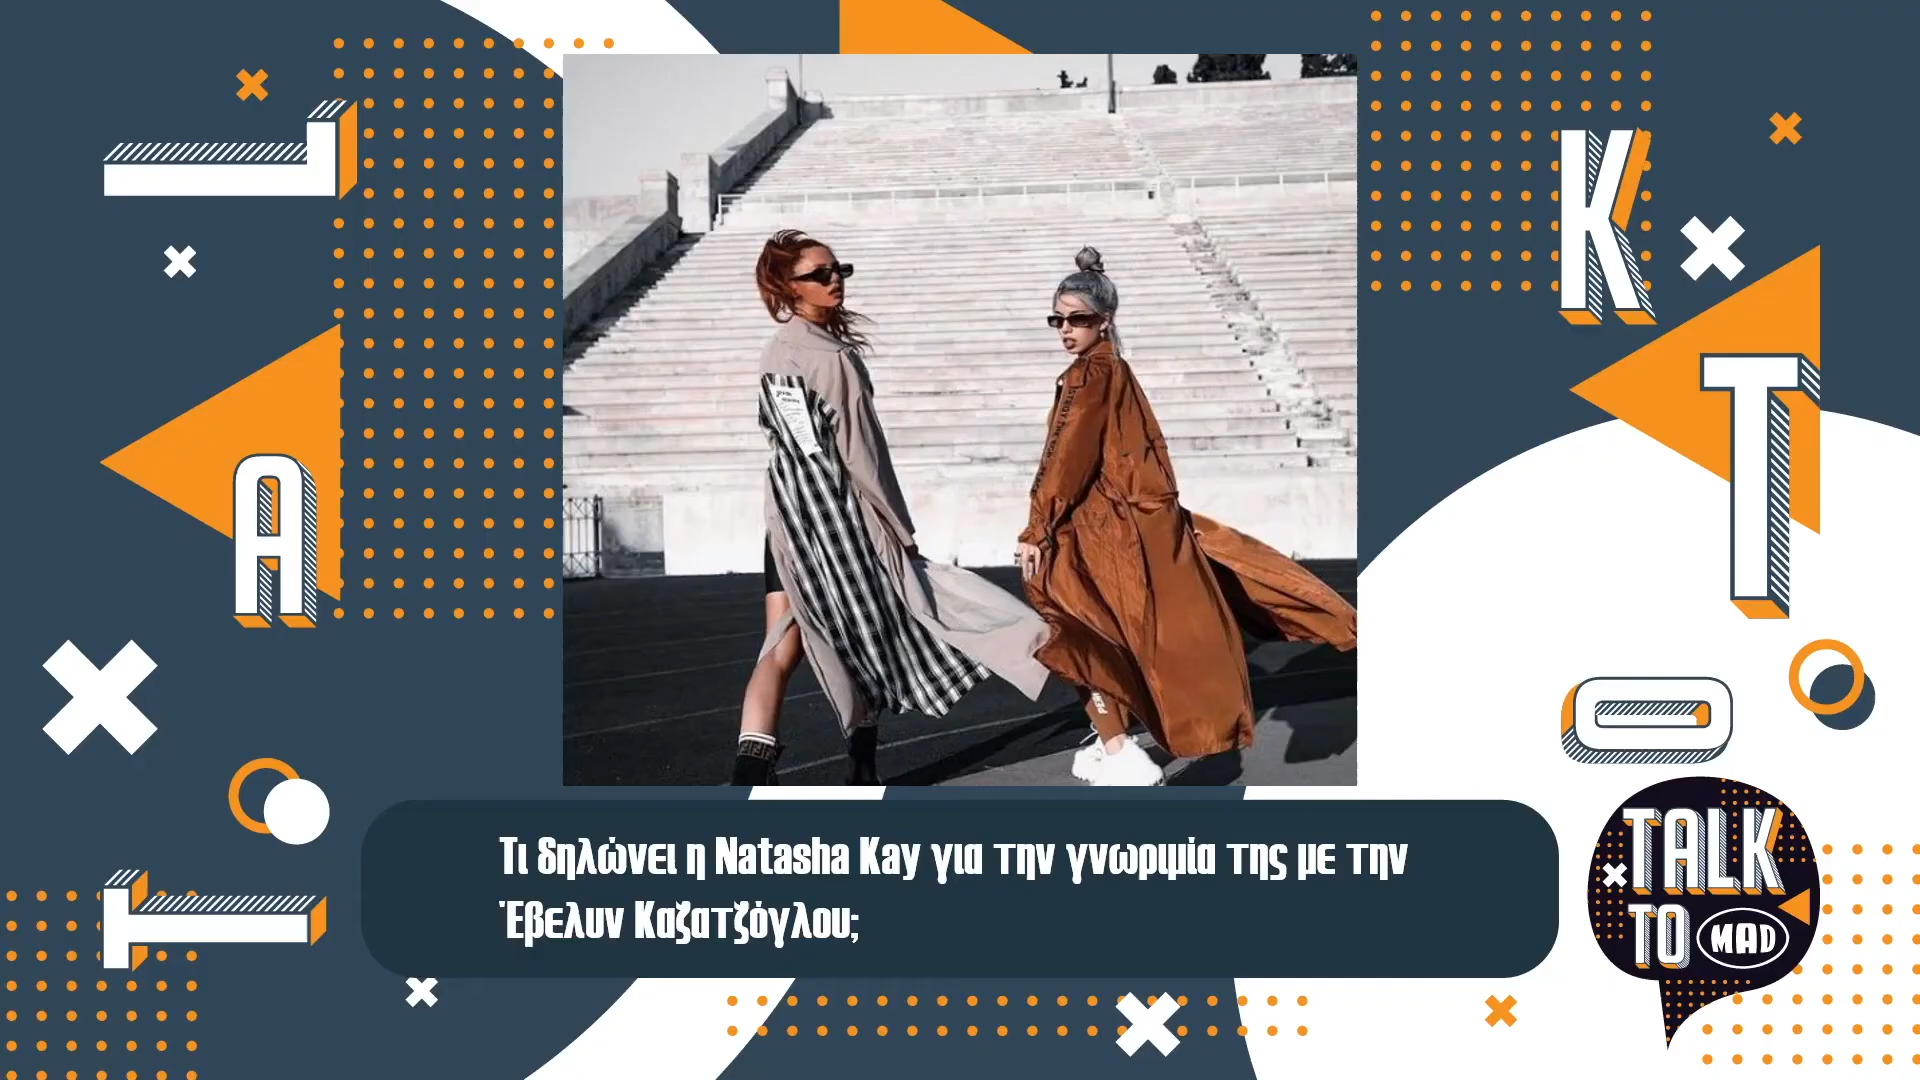 T
A
L
K
T
O
Τι δηλώνει η Natasha Kay για την γνωριμία της με την
Έβελυν Καζατζόγλου;
TALK
TO MAD